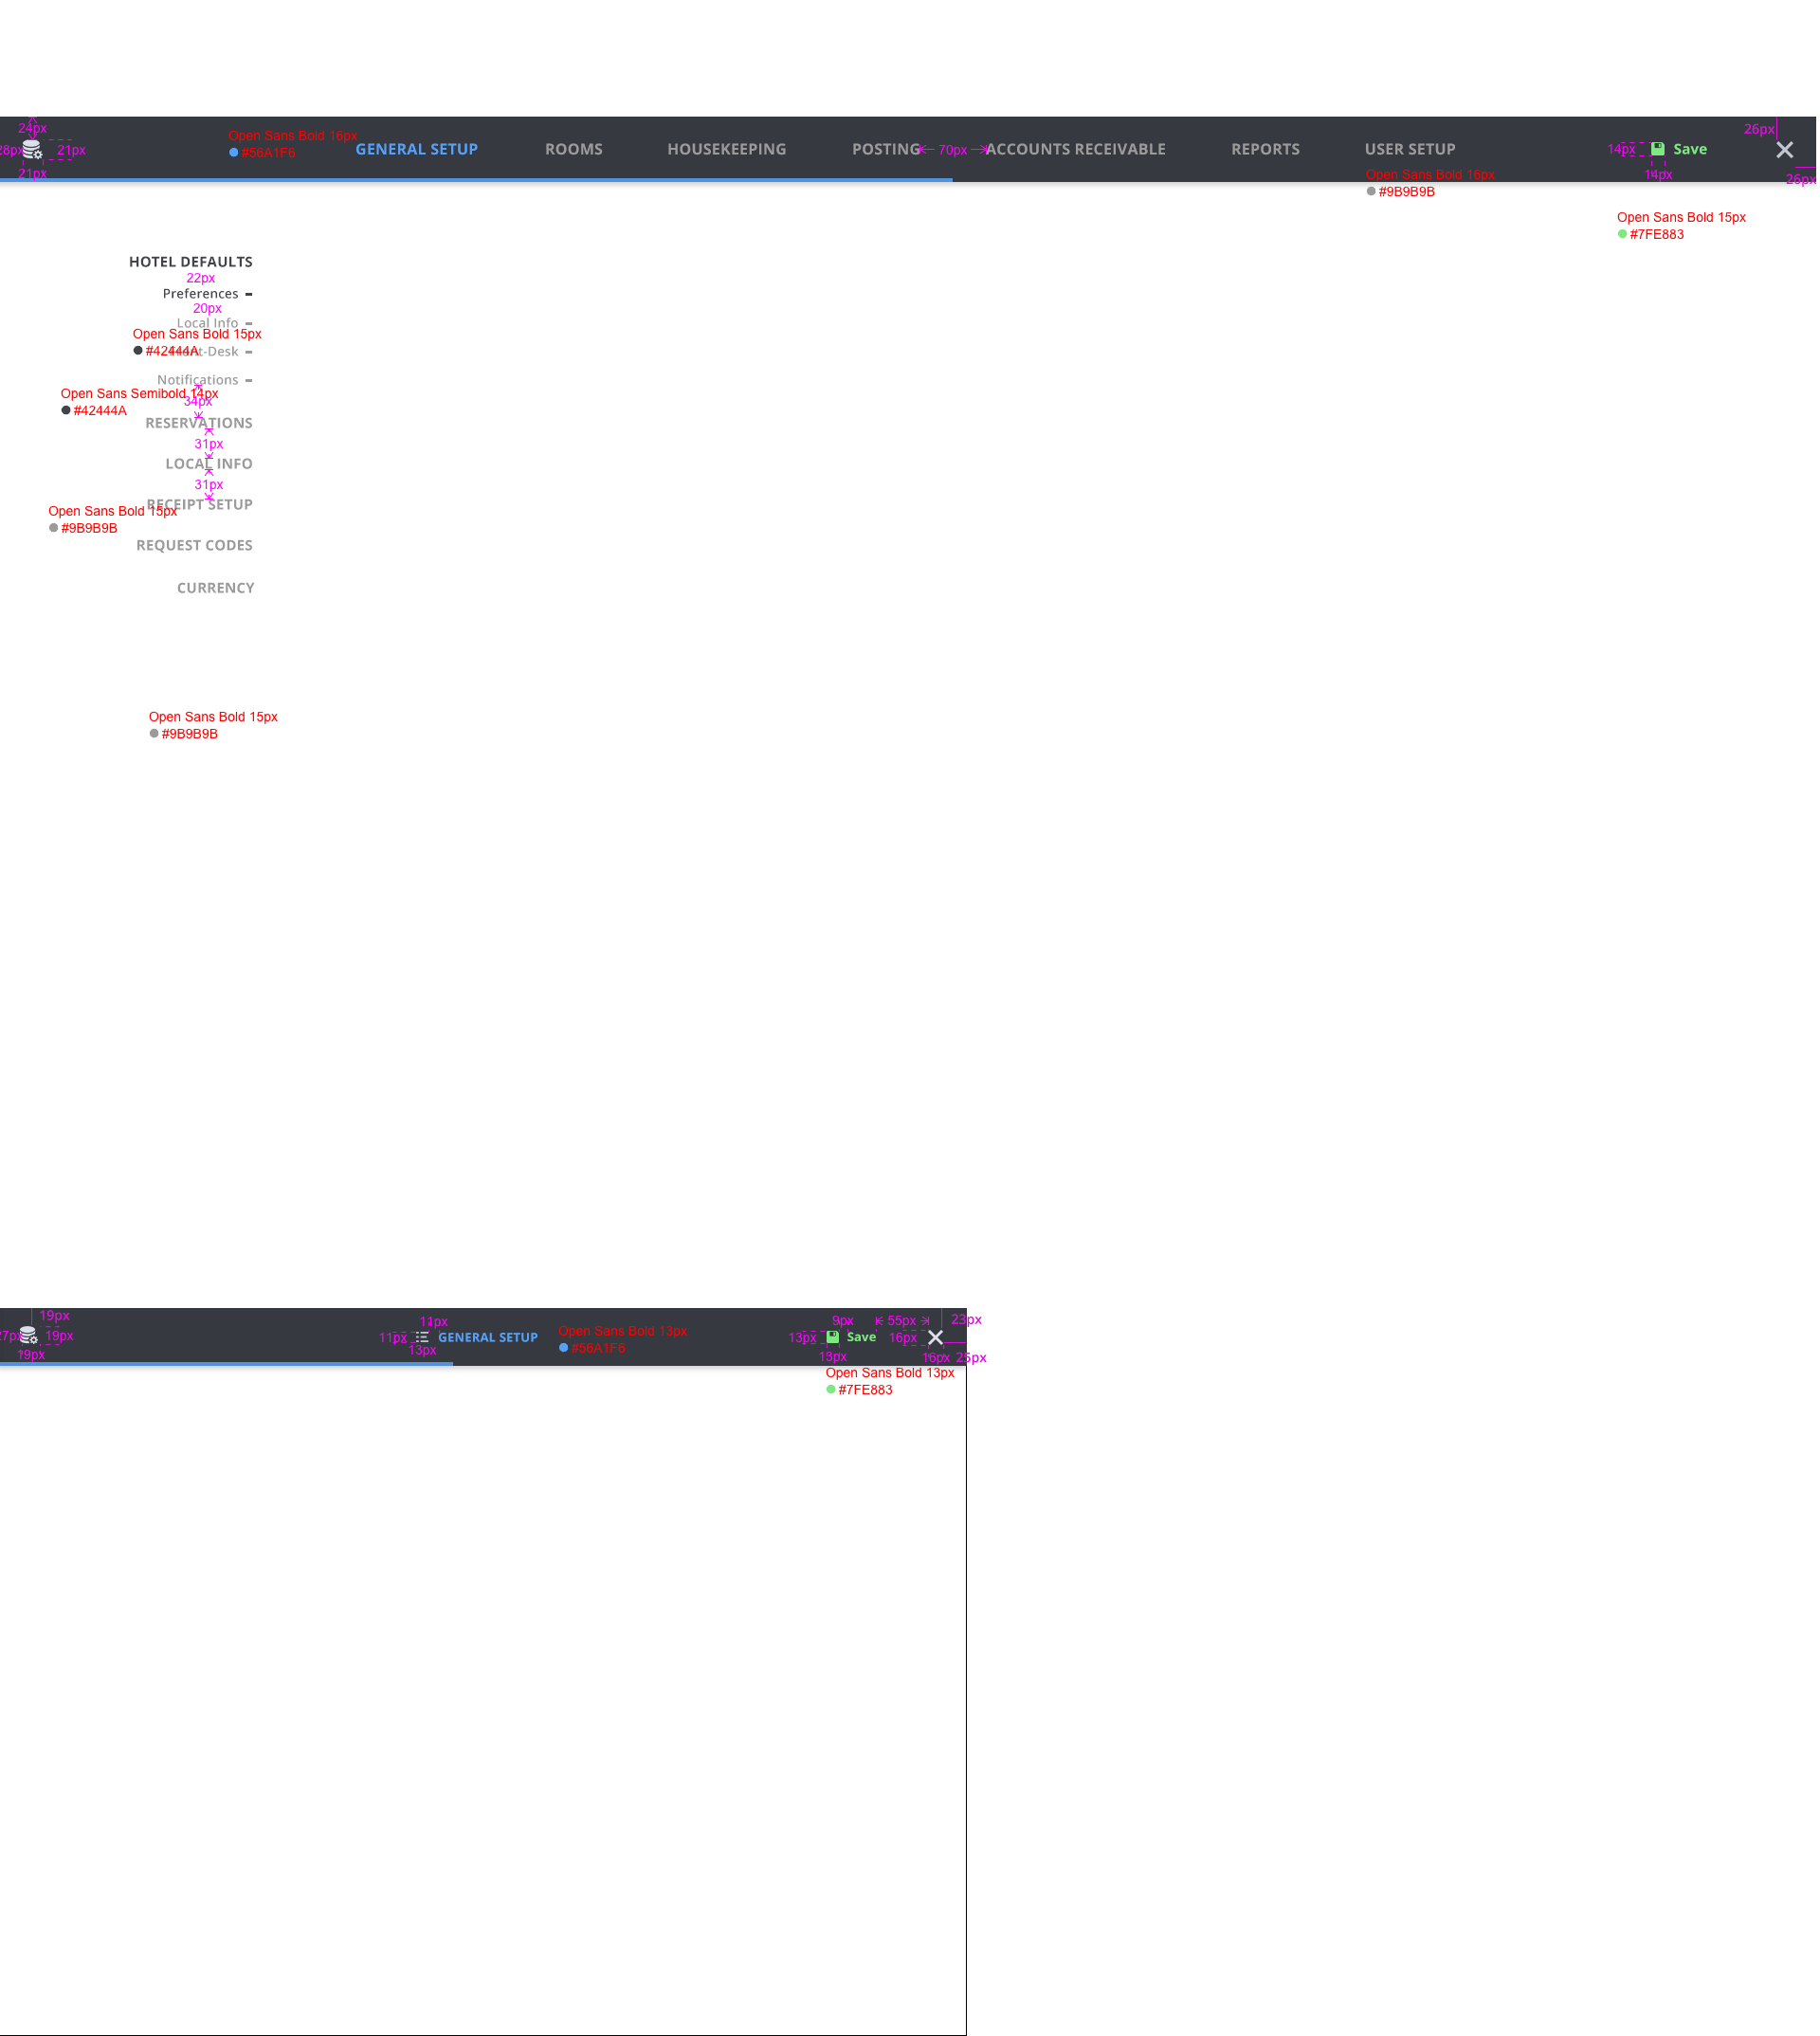 24px
28px
21px
21px
Open Sans Bold 16px
#56A1F6
GENERAL SETUP
ROOMS
HOUSEKEEPING
POSTING
70px
ACCOUNTS RECEIVABLE
REPORTS
USER SETUP
14px
Save
14px
26px
26px
Open Sans Bold 16px
#9B9B9B
Open Sans Bold 15px
#7FE883
HOTEL DEFAULTS
22px
Preferences
20px
Local Info
Open Sans Bold 15px
#42444A
Front-Desk
Notifications
Open Sans Semibold 14px
34px
#42444A
RESERVATIONS
31px
LOCAL INFO
31px
RECEIPT SETUP
Open Sans Bold 15px
#9B9B9B
REQUEST CODES
CURRENCY
Open Sans Bold 15px
#9B9B9B
19px
27px
19px
19px
11px
11px
GENERAL SETUP
13px
Open Sans Bold 13px
#56A1F6
9px
55px
23px
13px
Save
16px
13px
16px
25px
Open Sans Bold 13px
#7FE883